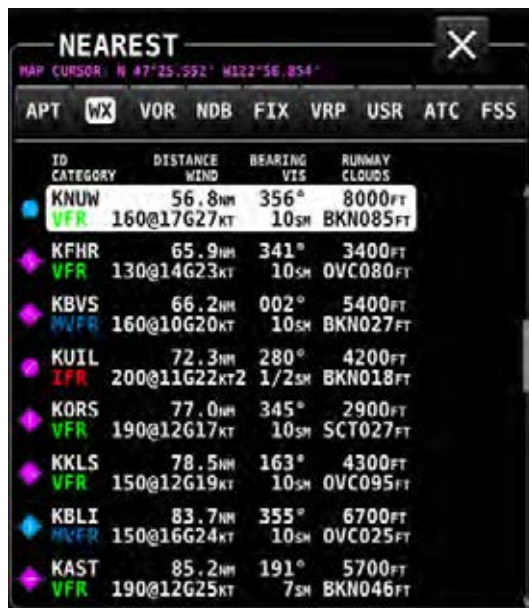 NEAREST
MAP CURSOR: N 47°25.552' W122°56.854'
APT WX VOR NDB FIX VRP USR ATC FSS
ID DISTANCE BEARING RUNWAY
CATEGORY WIND VIS CLOUDS
KNUW 56.8NM 356° 8000FT
VFR 160@17G27KT 10SM BKN085FT
KFHR 65.9NM 341° 3400FT
VFR 130@14G23KT 10SM OVC080FT
KBVS 66.2NM 002° 5400FT
MVFR 160@10G20KT 10SM BKN027FT
KUIL 72.3NM 280° 4200FT
IFR 200@11G22KT2 1/2SM BKN018FT
KORS 77.0NM 345° 2900FT
VFR 190@12G17KT 10SM SCT027FT
KKLS 78.5NM 163° 4300FT
VFR 150@12G19KT 10SM OVC095FT
KBLI 83.7NM 355° 6700FT
MVFR 150@16G24KT 10SM OVC025FT
KAST 85.2NM 191° 5700FT
VFR 190@12G25KT 7SM BKN046FT